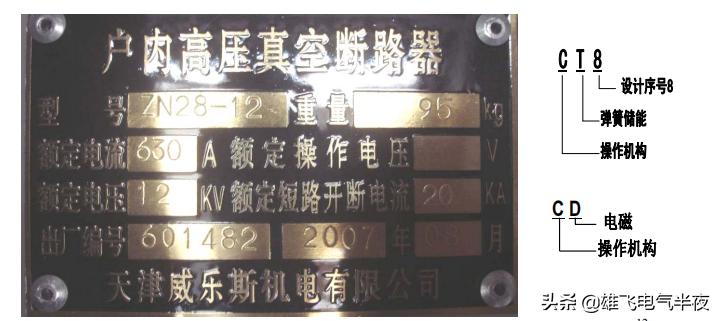 户内高压真空断路器
型号 ZN28-12 重量 95 kg
额定电流 630 A 额定操作电压 V
额定电压 12 KV 额定短路开断电流 20 KA
出厂编号 601482 2007 年 08 月
天津威乐斯机电有限公司
C T 8
设计序号8
弹簧储能
操作机构
C D
电磁
操作机构
头条 @雄飞电气半夜